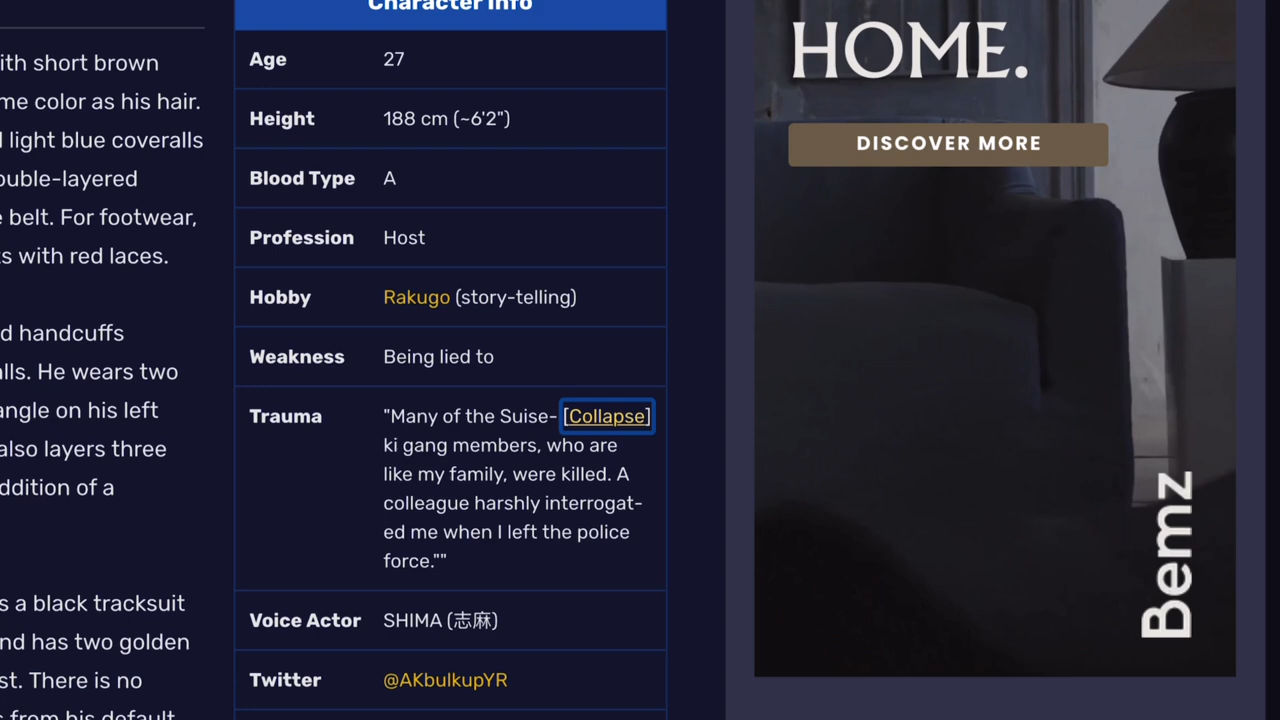 ith short brown
me color as his hair.
light blue coveralls
ouble-layered
belt. For footwear,
s with red laces.
d handcuffs
lls. He wears two
angle on his left
also layers three
ddition of a
s a black tracksuit
nd has two golden
st. There is no
s from his default
Character Info
Age 27
Height 188 cm (~6'2")
Blood Type A
Profession Host
Hobby Rakugo (story-telling)
Weakness Being lied to
Trauma "Many of the Suise- [Collapse]
ki gang members, who are
like my family, were killed. A
colleague harshly interrogat-
ed me when I left the police
force.""
Voice Actor SHIMA (志麻)
Twitter @AKbulkupYR
HOME.
DISCOVER MORE
Bemz